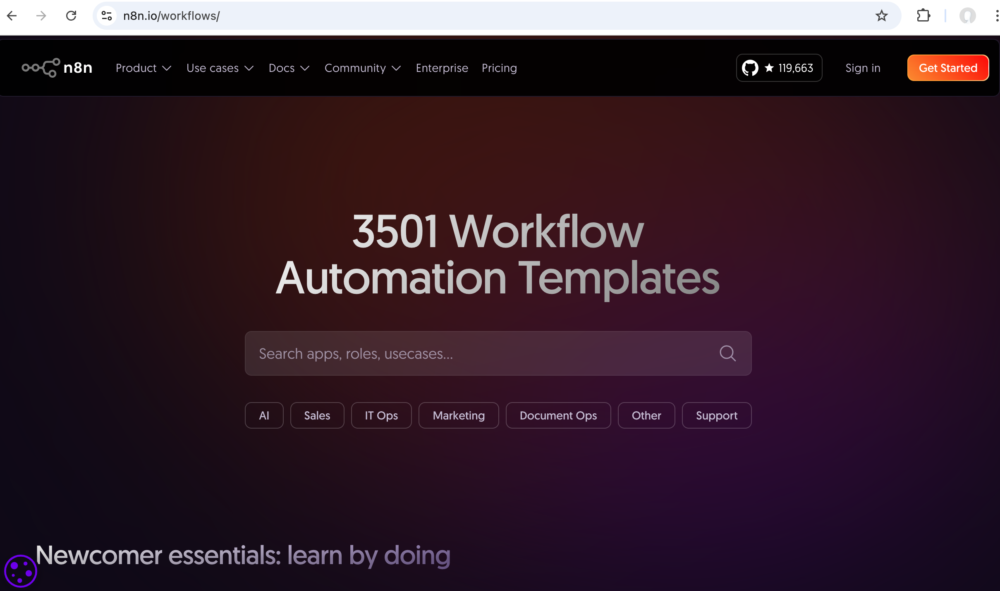 n8n.io/workflows/
n8n Product Use cases Docs Community Enterprise Pricing 119,663 Sign in Get Started
3501 Workflow
Automation Templates
Search apps, roles, usecases...
AI Sales IT Ops Marketing Document Ops Other Support
Newcomer essentials: learn by doing